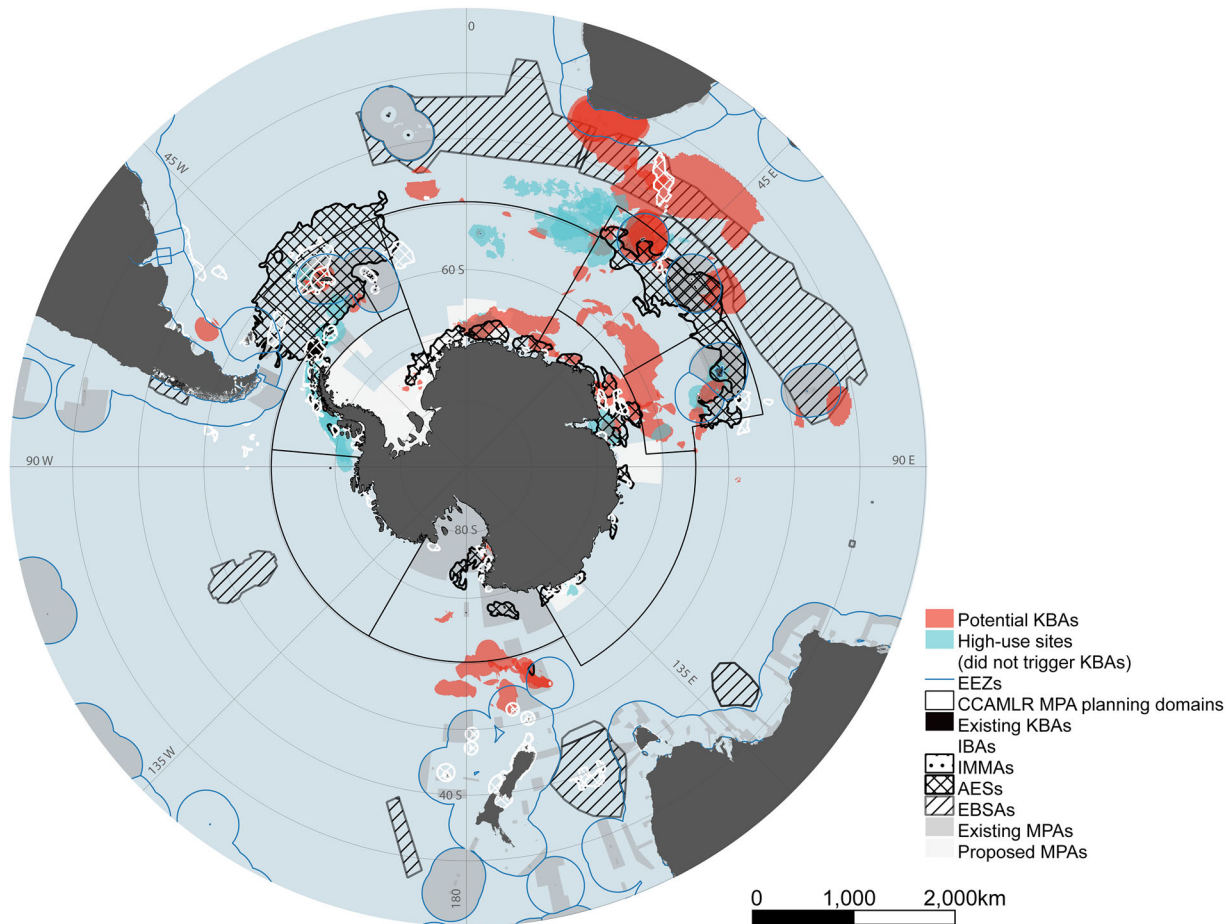 0
45 W
45 E
60 S
90 W
90 E
80 S
135 W
135 E
40 S
180
Potential KBAs
High-use sites
(did not trigger KBAs)
EEZs
CCAMLR MPA planning domains
Existing KBAs
IBAs
IMMAs
AESs
EBSAs
Existing MPAs
Proposed MPAs
0 1,000 2,000km